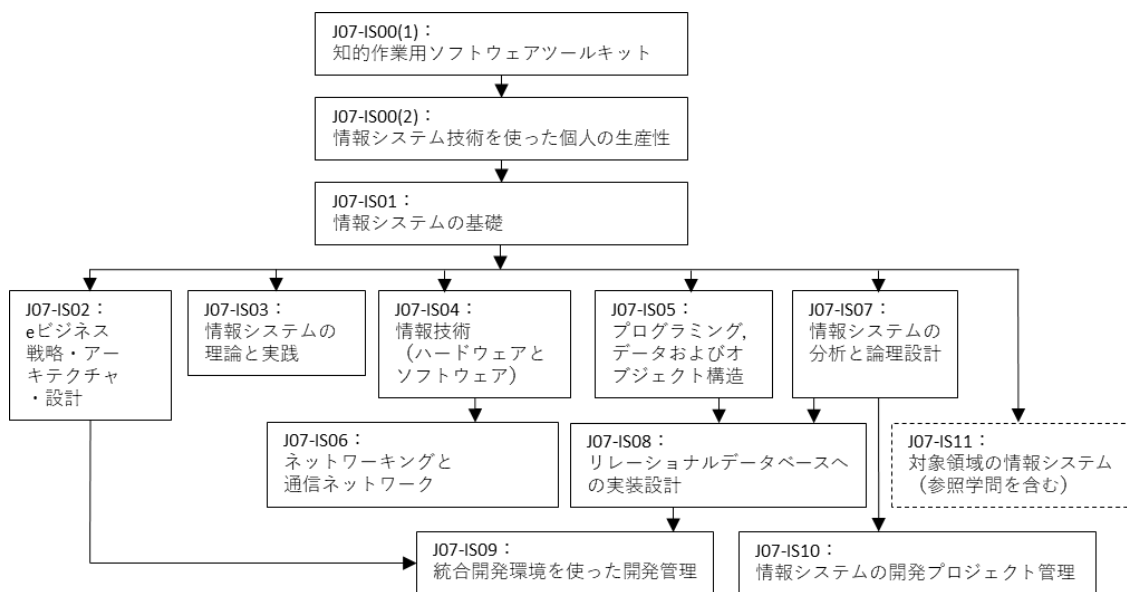 J07-IS00(1)：
知的作業用ソフトウェアツールキット
J07-IS00(2)：
情報システム技術を使った個人の生産性
J07-IS01：
情報システムの基礎
J07-IS02：
eビジネス
戦略・アー
キテクチャ
・設計
J07-IS03：
情報システムの
理論と実践
J07-IS04：
情報技術
（ハードウェアと
ソフトウェア）
J07-IS05：
プログラミング,
データおよびオ
ブジェクト構造
J07-IS07：
情報システムの
分析と論理設計
J07-IS06：
ネットワーキングと
通信ネットワーク
J07-IS08：
リレーショナルデータベースへ
の実装設計
J07-IS11：
対象領域の情報システム
（参照学問を含む）
J07-IS09：
統合開発環境を使った開発管理
J07-IS10：
情報システムの開発プロジェクト管理